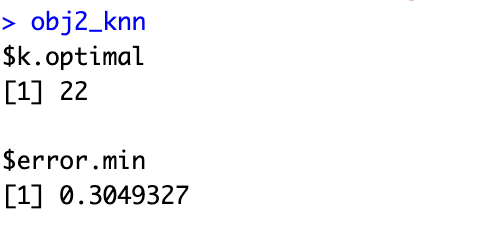 > obj2_knn
$k.optimal
[1] 22
$error.min
[1] 0.3049327